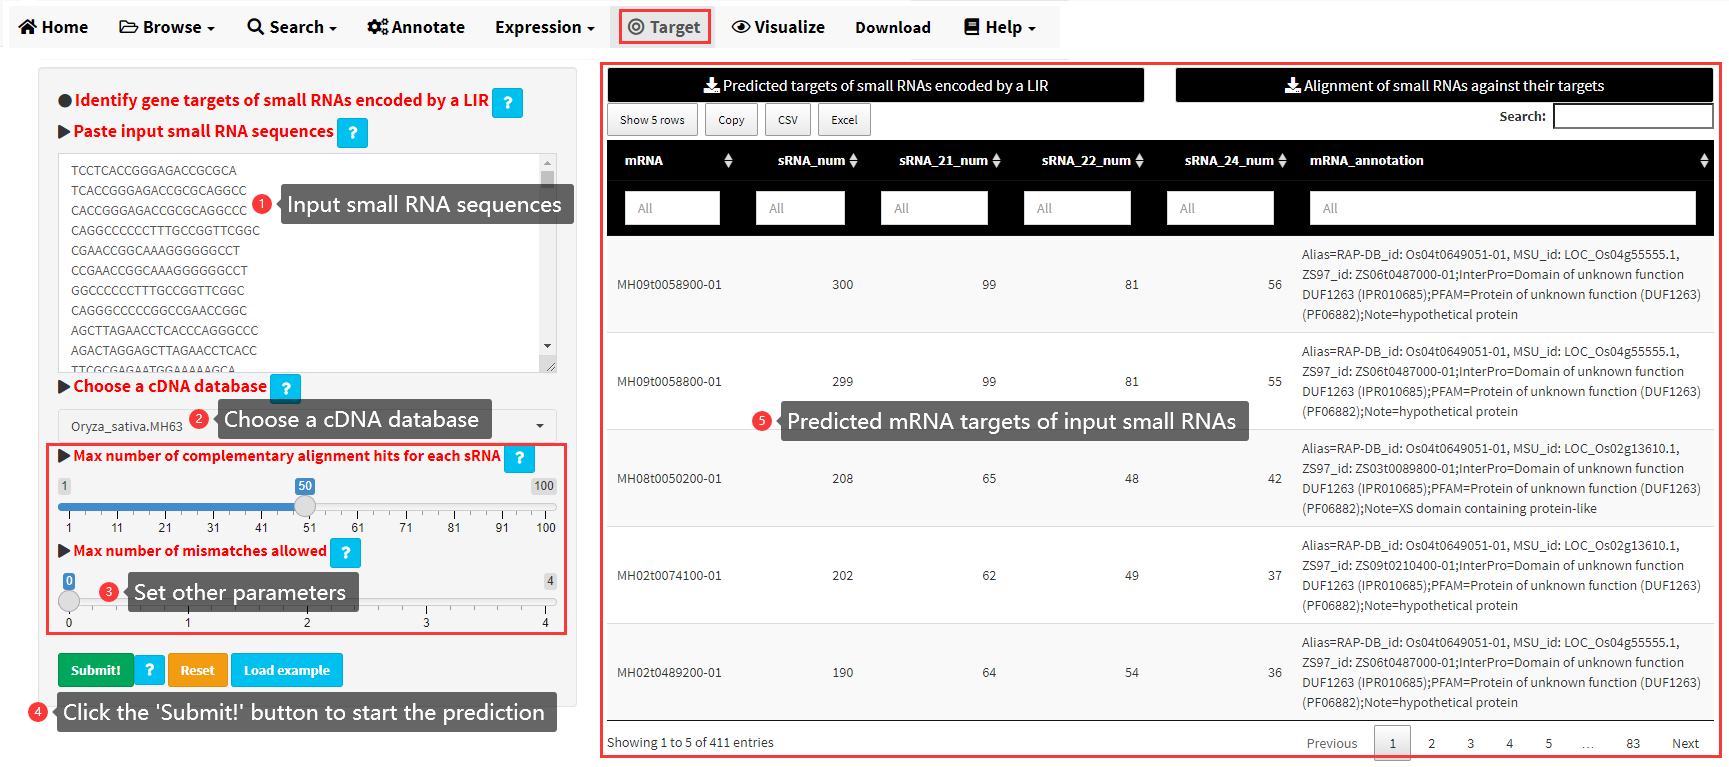 Home Browse Search Annotate Expression Target Visualize Download Help
Identify gene targets of small RNAs encoded by a LIR ?
Paste input small RNA sequences ?
TCCTCACCGGGAGACCGCGCA
TCACCGGGAGACCGCGCAGGCC
CACCGGGAGACCGCGCAGGCCC
CAGGCCCCCCTTTGCCGGTTCGGC
CGAACCGGCAAAGGGGGGCCT
CCGAACCGGCAAAGGGGGGCCT
GGCCCCCCTTTGCCGGTTCGGC
CAGGGCCCCCGGCCGAACCGGC
AGCTTAGAACCTCACCCAGGGCCC
AGACTAGGAGCTTAGAACCTCACC
TTCGCGAGAATGGAAAAAGCA
1 Input small RNA sequences
Choose a cDNA database ?
Oryza_sativa.MH63
2 Choose a cDNA database
Max number of complementary alignment hits for each sRNA ?
1 50 100
1 11 21 31 41 51 61 71 81 91 100
Max number of mismatches allowed ?
0 4
3 Set other parameters
0 1 2 3 4
Submit! ? Reset Load example
4 Click the 'Submit!' button to start the prediction
Predicted targets of small RNAs encoded by a LIR
Alignment of small RNAs against their targets
Show 5 rows Copy CSV Excel
Search:
mRNA sRNA_num sRNA_21_num sRNA_22_num sRNA_24_num mRNA_annotation
All All All All All All
MH09t0058900-01 300 99 81 56
Alias=RAP-DB_id: Os04t0649051-01, MSU_id: LOC_Os04g55555.1,
ZS97_id: ZS06t0487000-01;InterPro=Domain of unknown function
DUF1263 (IPR010685);PFAM=Protein of unknown function (DUF1263)
(PF06882);Note=hypothetical protein
MH09t0058800-01 299 99 81 55
Alias=RAP-DB_id: Os04t0649051-01, MSU_id: LOC_Os04g55555.1,
ZS97_id: ZS06t0487000-01;InterPro=Domain of unknown function
DUF1263 (IPR010685);PFAM=Protein of unknown function (DUF1263)
(PF06882);Note=hypothetical protein
5 Predicted mRNA targets of input small RNAs
MH08t0050200-01 208 65 48 42
Alias=RAP-DB_id: Os04t0649051-01, MSU_id: LOC_Os02g13610.1,
ZS97_id: ZS03t0089800-01;InterPro=Domain of unknown function
DUF1263 (IPR010685);PFAM=Protein of unknown function (DUF1263)
(PF06882);Note=XS domain containing protein-like
MH02t0074100-01 202 62 49 37
Alias=RAP-DB_id: Os04t0649051-01, MSU_id: LOC_Os02g13610.1,
ZS97_id: ZS09t0210400-01;InterPro=Domain of unknown function
DUF1263 (IPR010685);PFAM=Protein of unknown function (DUF1263)
(PF06882);Note=hypothetical protein
MH02t0489200-01 190 64 54 36
Alias=RAP-DB_id: Os04t0649051-01, MSU_id: LOC_Os04g55555.1,
ZS97_id: ZS06t0487000-01;InterPro=Domain of unknown function
DUF1263 (IPR010685);PFAM=Protein of unknown function (DUF1263)
(PF06882);Note=hypothetical protein
Showing 1 to 5 of 411 entries
Previous 1 2 3 4 5 … 83 Next